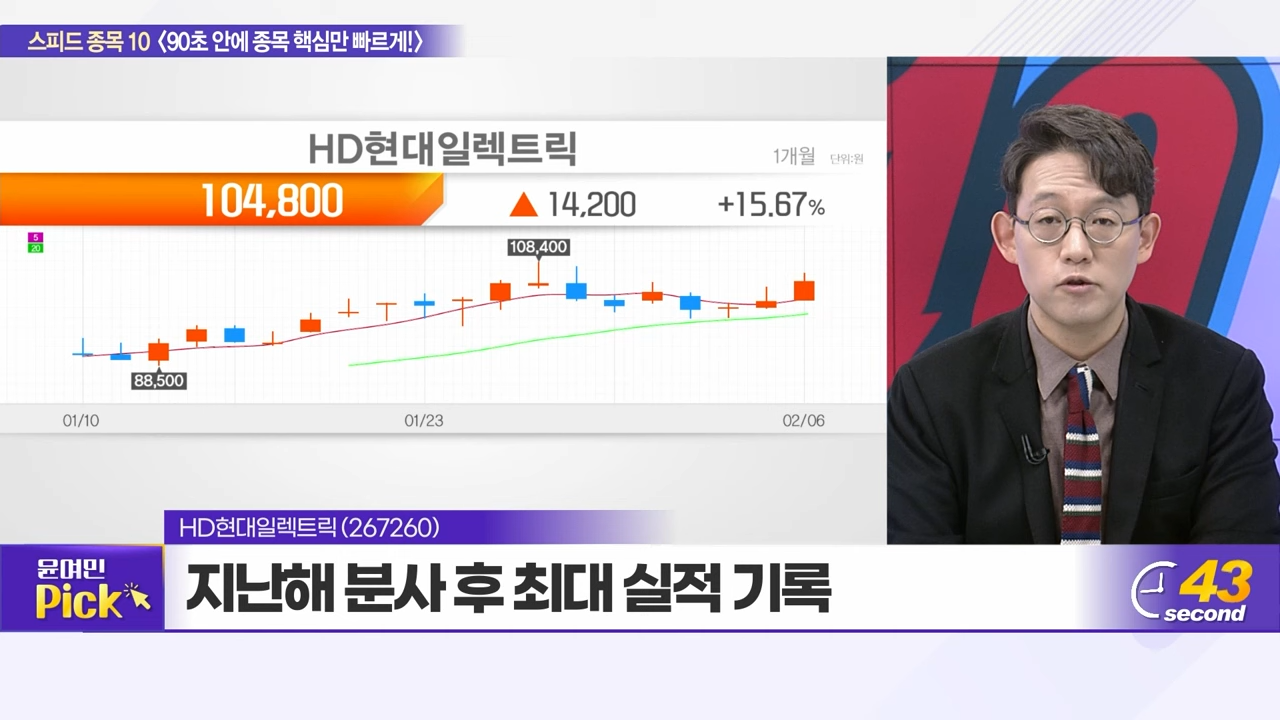 스피드 종목 10 〈90초 안에 종목 핵심만 빠르게!〉
HD현대일렉트릭
1개월 단위:원
104,800 ▲ 14,200 +15.67%
5
20
108,400
88,500
01/10 01/23 02/06
HD현대일렉트릭(267260)
윤여민
Pick
지난해 분사 후 최대 실적 기록
43
second